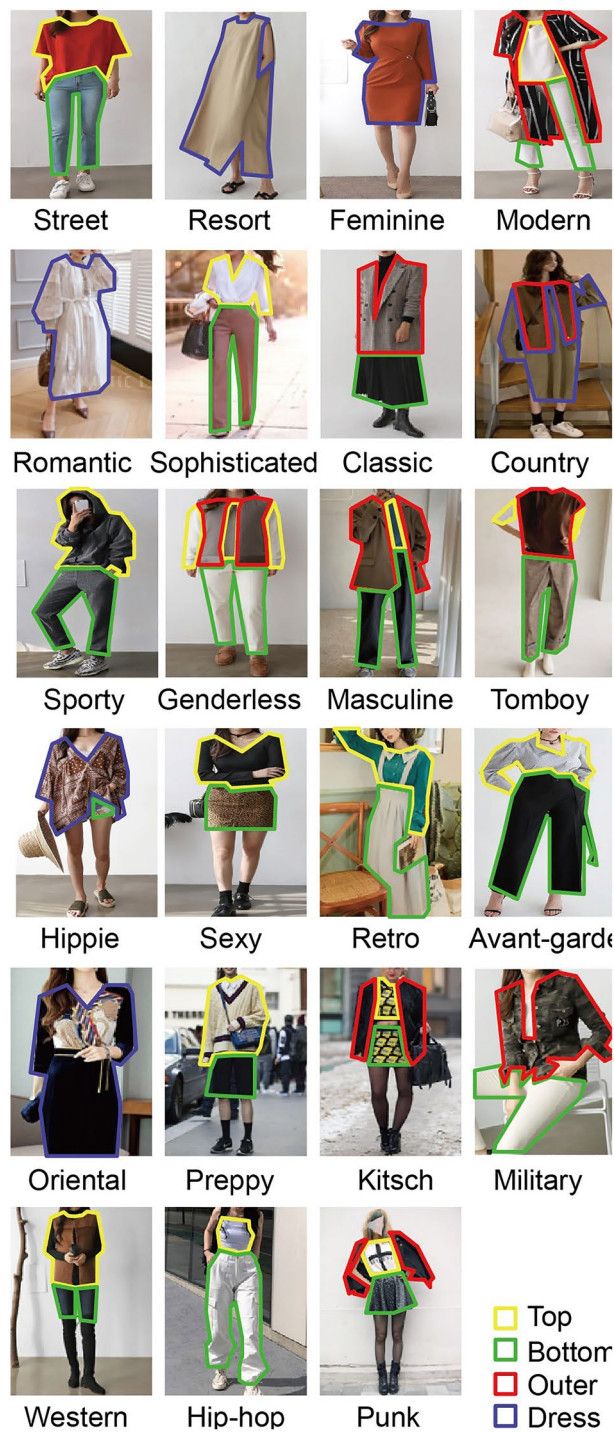 Street Resort Feminine Modern
Romantic Sophisticated Classic Country
Sporty Genderless Masculine Tomboy
Hippie Sexy Retro Avant-garde
Oriental Preppy Kitsch Military
Western Hip-hop Punk
Top
Bottom
Outer
Dress